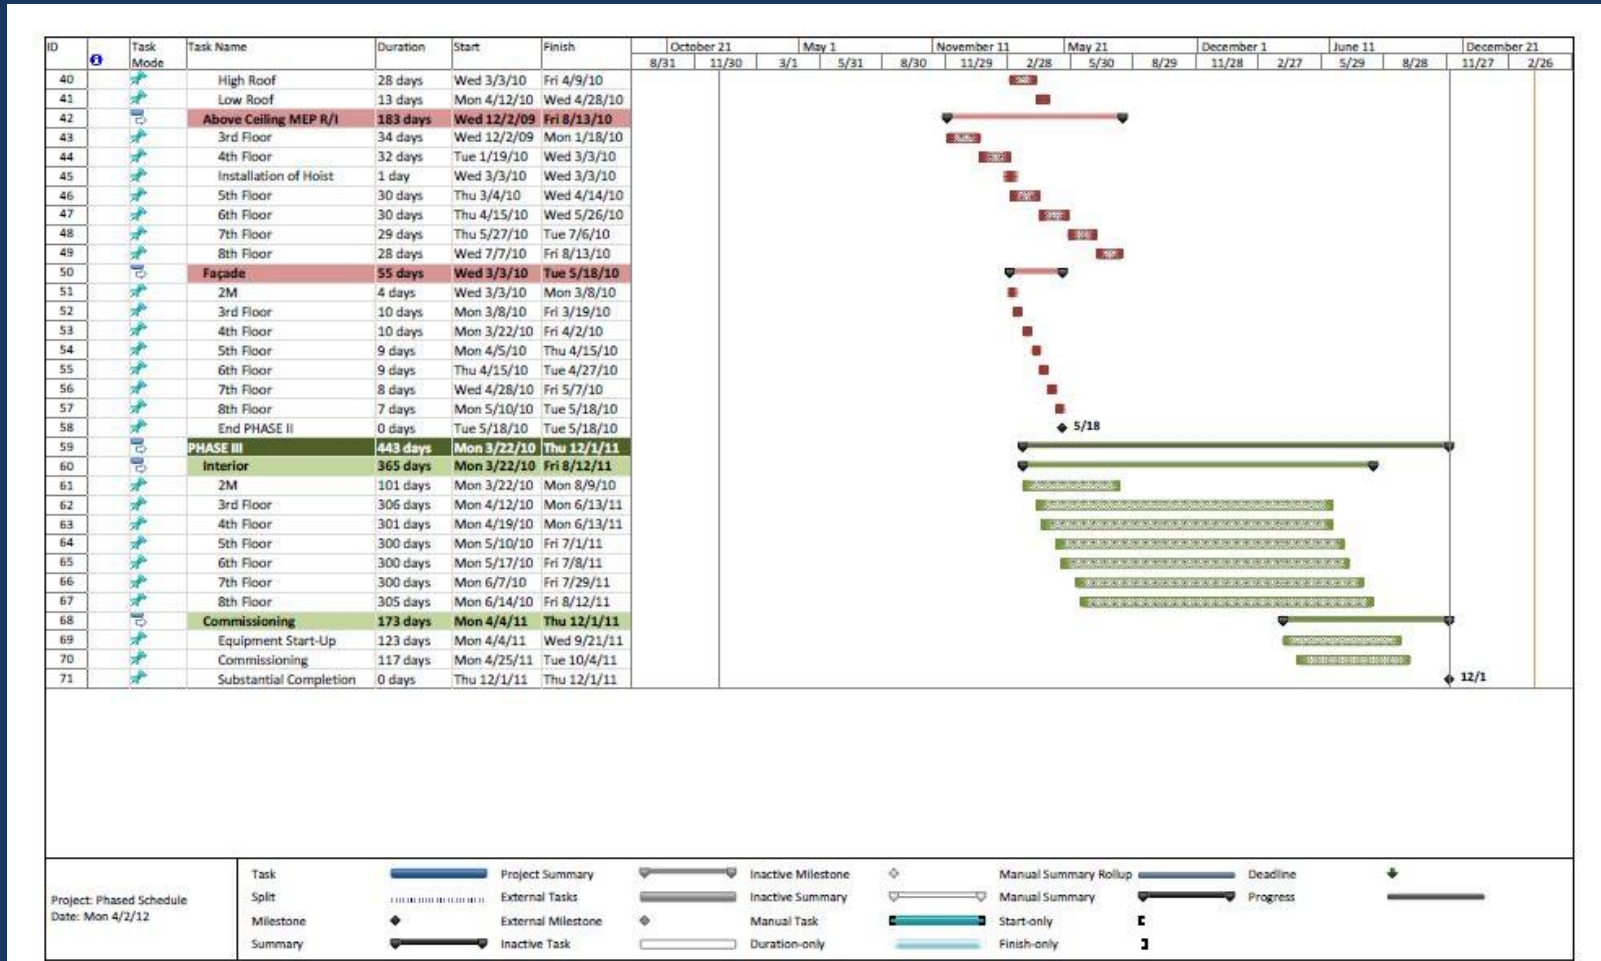 ID Task Mode Task Name Duration Start Finish
October 21 May 1 November 11 May 21 December 1 June 11 December 21
8/31 11/30 3/1 5/31 8/30 11/29 2/28 5/30 8/29 11/28 2/27 5/29 8/28 11/27 2/26
40 High Roof 28 days Wed 3/3/10 Fri 4/9/10
41 Low Roof 13 days Mon 4/12/10 Wed 4/28/10
42 Above Ceiling MEP R/I 183 days Wed 12/2/09 Fri 8/13/10
43 3rd Floor 34 days Wed 12/2/09 Mon 1/18/10
44 4th Floor 32 days Tue 1/19/10 Wed 3/3/10
45 Installation of Hoist 1 day Wed 3/3/10 Wed 3/3/10
46 5th Floor 30 days Thu 3/4/10 Wed 4/14/10
47 6th Floor 30 days Thu 4/15/10 Wed 5/26/10
48 7th Floor 29 days Thu 5/27/10 Tue 7/6/10
49 8th Floor 28 days Wed 7/7/10 Fri 8/13/10
50 Façade 55 days Wed 3/3/10 Tue 5/18/10
51 2M 4 days Wed 3/3/10 Mon 3/8/10
52 3rd Floor 10 days Mon 3/8/10 Fri 3/19/10
53 4th Floor 10 days Mon 3/22/10 Fri 4/2/10
54 5th Floor 9 days Mon 4/5/10 Thu 4/15/10
55 6th Floor 9 days Thu 4/15/10 Tue 4/27/10
56 7th Floor 8 days Wed 4/28/10 Fri 5/7/10
57 8th Floor 7 days Mon 5/10/10 Tue 5/18/10
58 End PHASE II 0 days Tue 5/18/10 Tue 5/18/10 5/18
59 PHASE III 443 days Mon 3/22/10 Thu 12/1/11
60 Interior 365 days Mon 3/22/10 Fri 8/12/11
61 2M 101 days Mon 3/22/10 Mon 8/9/10
62 3rd Floor 306 days Mon 4/12/10 Mon 6/13/11
63 4th Floor 301 days Mon 4/19/10 Mon 6/13/11
64 5th Floor 300 days Mon 5/10/10 Fri 7/1/11
65 6th Floor 300 days Mon 5/17/10 Fri 7/8/11
66 7th Floor 300 days Mon 6/7/10 Fri 7/29/11
67 8th Floor 305 days Mon 6/14/10 Fri 8/12/11
68 Commissioning 173 days Mon 4/4/11 Thu 12/1/11
69 Equipment Start-Up 123 days Mon 4/4/11 Wed 9/21/11
70 Commissioning 117 days Mon 4/25/11 Tue 10/4/11
71 Substantial Completion 0 days Thu 12/1/11 Thu 12/1/11 12/1
Project: Phased Schedule
Date: Mon 4/2/12
Task Project Summary Inactive Milestone Manual Summary Rollup Deadline
Split External Tasks Inactive Summary Manual Summary Progress
Milestone External Milestone Manual Task Start-only
Summary Inactive Task Duration-only Finish-only